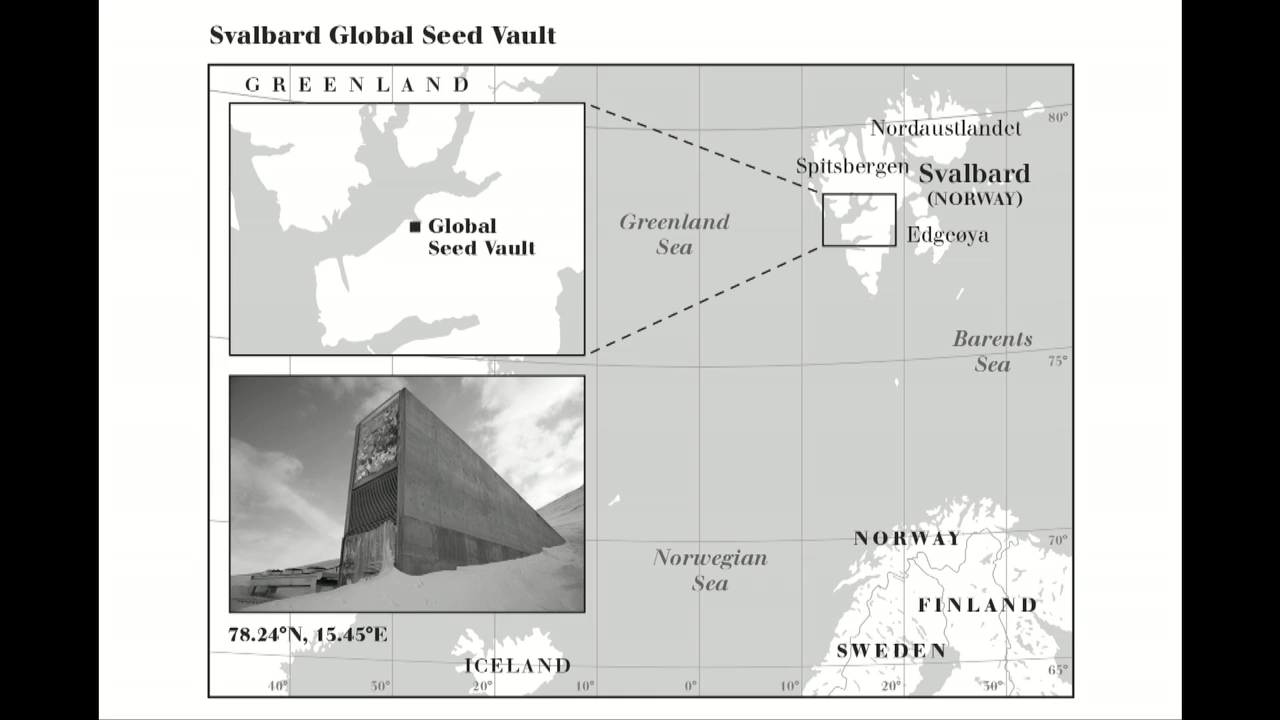 Svalbard Global Seed Vault
GREENLAND
80°
Nordaustlandet
Spitsbergen
Svalbard
(NORWAY)
Global
Seed Vault
Greenland
Sea
Edgeøya
Barents
Sea
75°
NORWAY
70°
Norwegian
Sea
FINLAND
78.24°N, 15.45°E
SWEDEN
ICELAND
65°
40° 30° 20° 10° 0° 10° 20° 30°